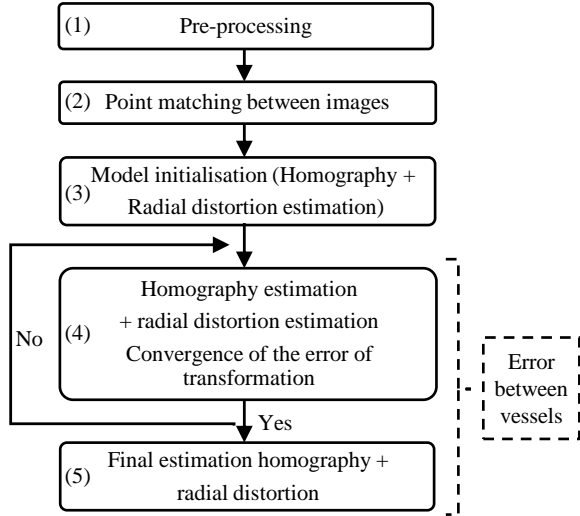 (1) Pre-processing
(2) Point matching between images
Model initialisation (Homography +
(3)
Radial distortion estimation)
Homography estimation
+ radial distortion estimation
(4)
Convergence of the error of
transformation
No
Yes
Final estimation homography +
(5)
radial distortion
Error
between
vessels